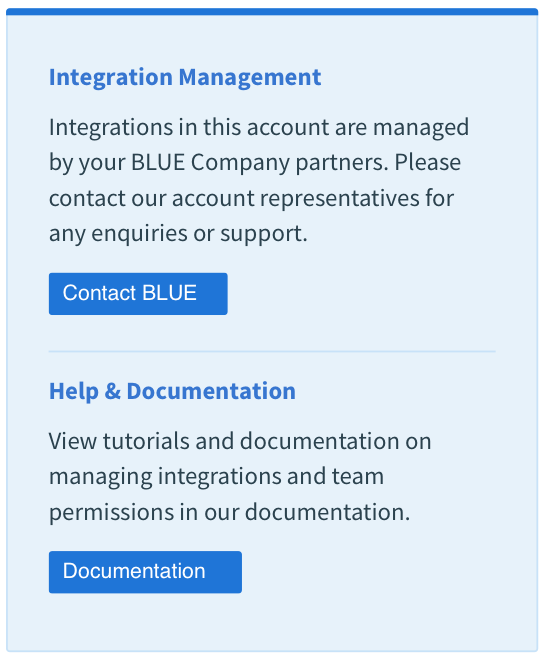 Integration Management
Integrations in this account are managed
by your BLUE Company partners. Please
contact our account representatives for
any enquiries or support.
Contact BLUE
Help & Documentation
View tutorials and documentation on
managing integrations and team
permissions in our documentation.
Documentation